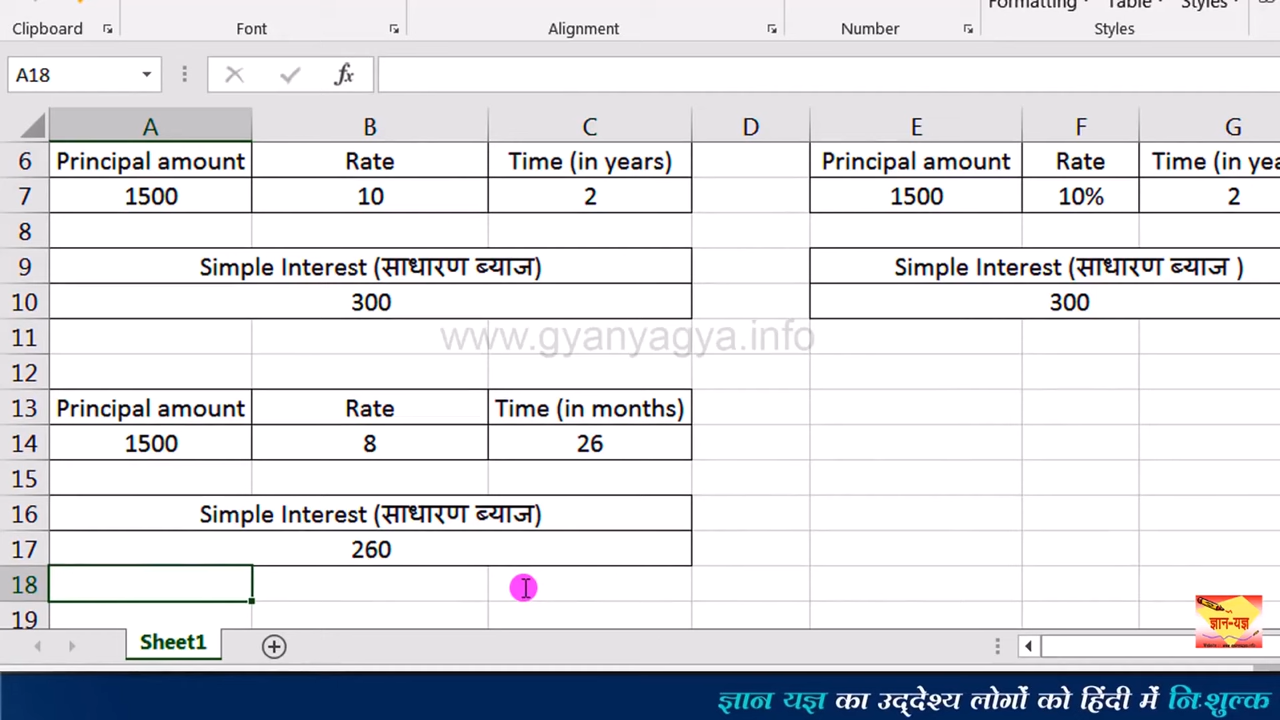 Formatting Table Styles
Clipboard Font Alignment Number Styles
A18 fx
A B C D E F G
6 Principal amount Rate Time (in years) Principal amount Rate Time (in yea
7 1500 10 2 1500 10% 2
8
9 Simple Interest (साधारण ब्याज) Simple Interest (साधारण ब्याज )
10 300 300
www.gyanyagya.info
11
12
13 Principal amount Rate Time (in months)
14 1500 8 26
15
16 Simple Interest (साधारण ब्याज)
17 260
18
19
ज्ञान-यज्ञ
Sheet1
ज्ञान यज्ञ का उद्देश्य लोगों को हिंदी में निःशुल्क